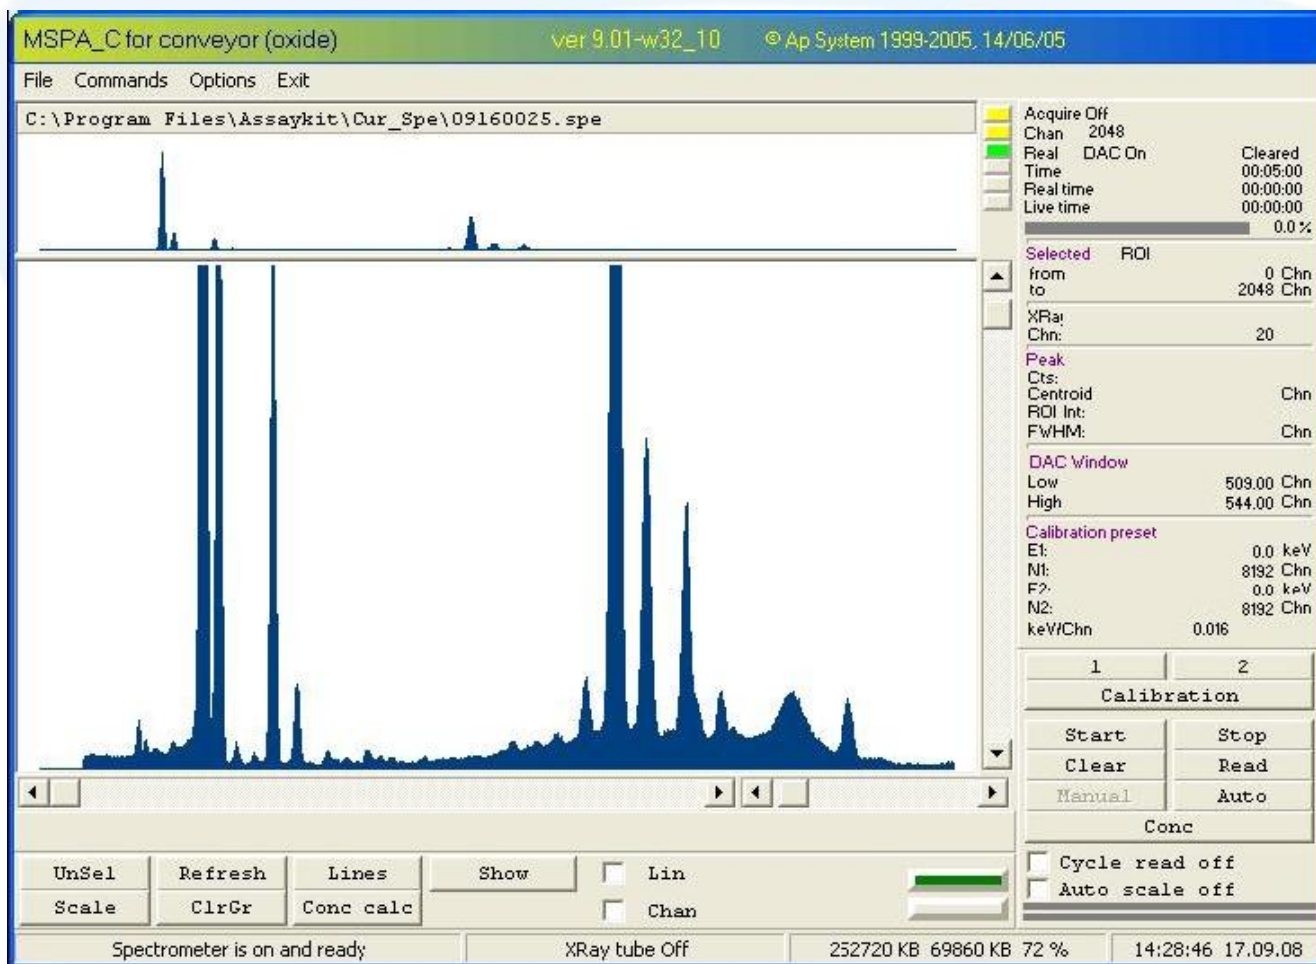 MSPA_C for conveyor (oxide) ver 9.01-w32_10 © Ap System 1999-2005, 14/06/05
File Commands Options Exit
C:\Program Files\Assaykit\Cur_Spe\09160025.spe
Acquire Off
Chan 2048
Real DAC On Cleared
Time 00:05:00
Real time 00:00:00
Live time 00:00:00
0.0 %
Selected ROI
from 0 Chn
to 2048 Chn
XRay
Chn: 20
Peak
Cts:
Centroid Chn
ROI Int:
FWHM: Chn
DAC Window
Low 509.00 Chn
High 544.00 Chn
Calibration preset
E1: 0.0 keV
N1: 8192 Chn
E2: 0.0 keV
N2: 8192 Chn
keV/Chn 0.016
1 2
Calibration
Start Stop
Clear Read
Manual Auto
Conc
Cycle read off
Auto scale off
UnSel Refresh Lines Show Lin
Scale ClrGr Conc calc Chan
Spectrometer is on and ready XRay tube Off 252720 KB 69860 KB 72 % 14:28:46 17.09.08